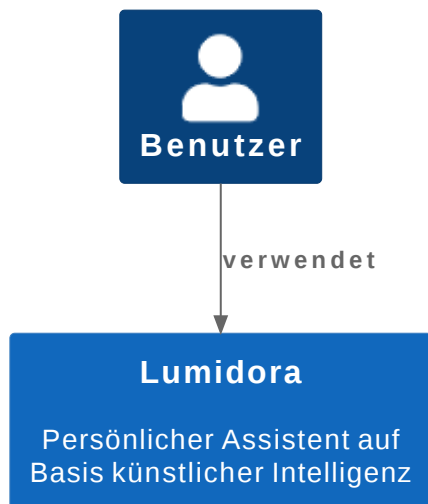 Benutzer
verwendet
Lumidora
Persönlicher Assistent auf
Basis künstlicher Intelligenz